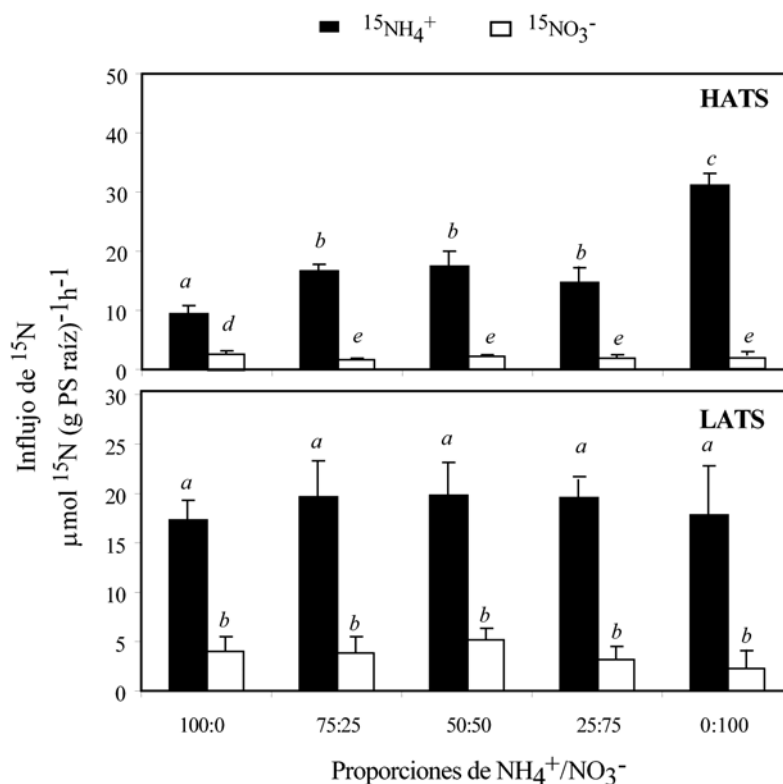 ¹⁵NH₄⁺ ¹⁵NO₃⁻
HATS
50
40
30
20
10
0
a
d
b
e
b
e
b
e
c
e
LATS
30
25
20
15
10
5
0
a
b
a
b
a
b
a
b
a
b
Influjo de ¹⁵N
µmol ¹⁵N (g PS raíz)⁻¹h⁻¹
100:0 75:25 50:50 25:75 0:100
Proporciones de NH₄⁺/NO₃⁻